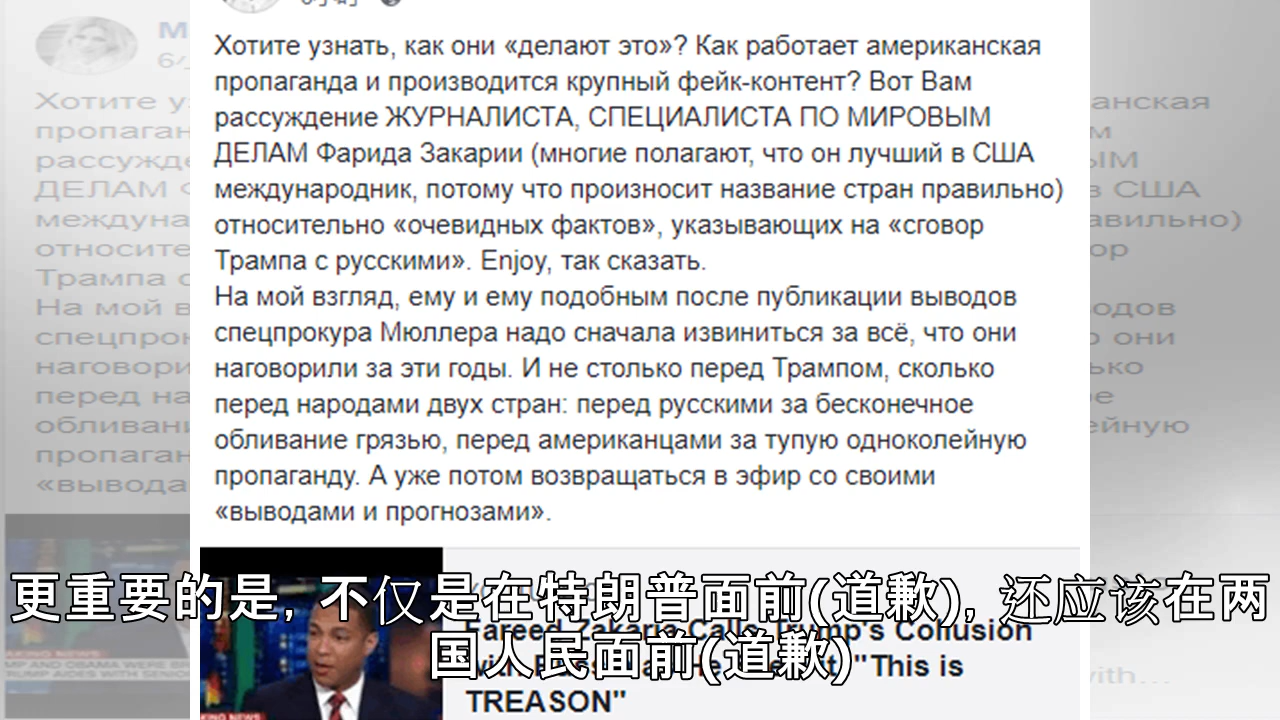 Хотите узнать, как они «делают это»? Как работает американская
пропаганда и производится крупный фейк-контент? Вот Вам
рассуждение ЖУРНАЛИСТА, СПЕЦИАЛИСТА ПО МИРОВЫМ
ДЕЛАМ Фарида Закарии (многие полагают, что он лучший в США
международник, потому что произносит название стран правильно)
относительно «очевидных фактов», указывающих на «сговор
Трампа с русскими». Enjoy, так сказать.
На мой взгляд, ему и ему подобным после публикации выводов
спецпрокура Мюллера надо сначала извиниться за всё, что они
наговорили за эти годы. И не столько перед Трампом, сколько
перед народами двух стран: перед русскими за бесконечное
обливание грязью, перед американцами за тупую одноколейную
пропаганду. А уже потом возвращаться в эфир со своими
«выводами и прогнозами».
更重要的是, 不仅是在特朗普面前(道歉), 还应该在两
国人民面前(道歉)
Fareed Zakaria Calls Trump's Collusion
"This is
TREASON"